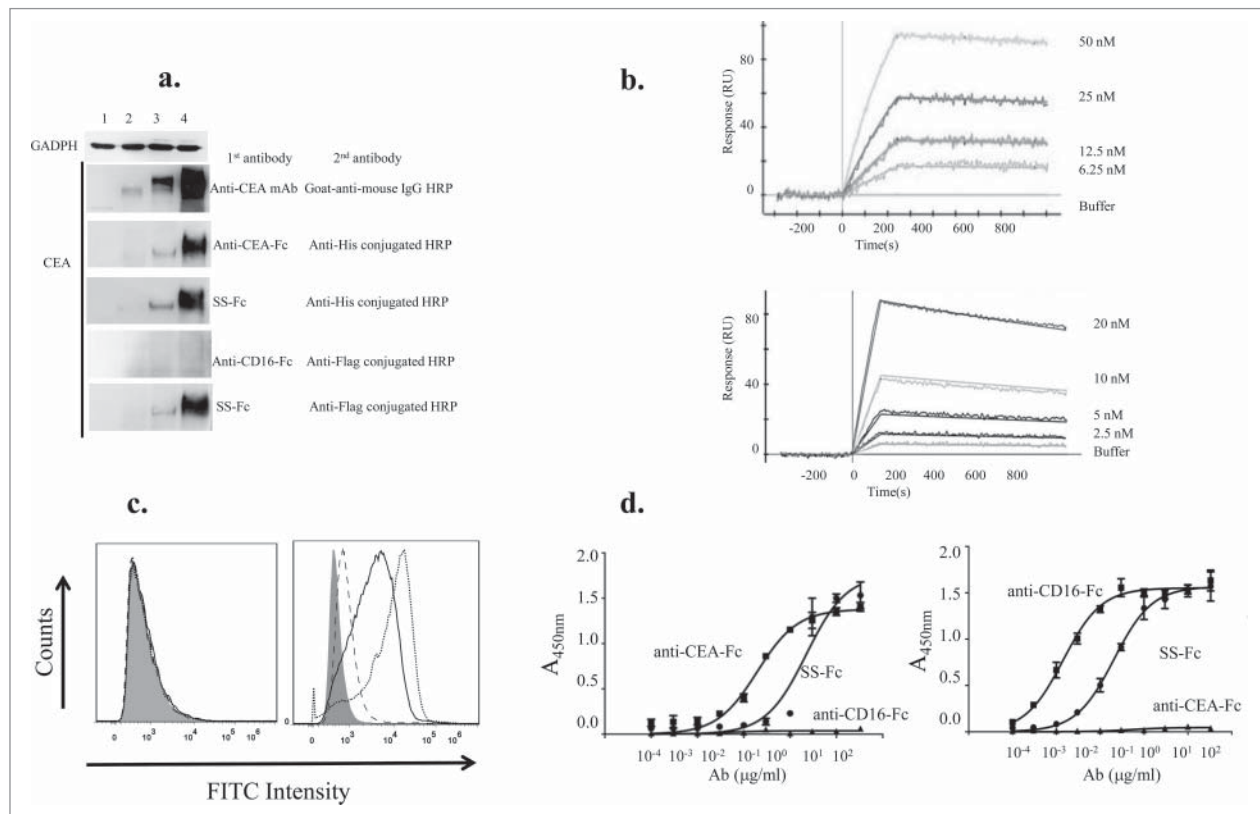 a.
1 2 3 4
GADPH
1st antibody 2nd antibody
Anti-CEA mAb Goat-anti-mouse IgG HRP
Anti-CEA-Fc Anti-His conjugated HRP
CEA
SS-Fc Anti-His conjugated HRP
Anti-CD16-Fc Anti-Flag conjugated HRP
SS-Fc Anti-Flag conjugated HRP
b.
Response (RU)
80
40
0
-200 0 200 400 600 800
Time(s)
50 nM
25 nM
12.5 nM
6.25 nM
Buffer
Response (RU)
80
40
0
-200 0 200 400 600 800
Time(s)
20 nM
10 nM
5 nM
2.5 nM
Buffer
c.
Counts
0 10^3 10^4 10^5 10^6
0
0 10^3 10^4 10^5 10^6
FITC Intensity
d.
A450nm
2.0
1.5
1.0
0.5
0.0
anti-CEA-Fc
SS-Fc
anti-CD16-Fc
10^-4 10^-3 10^-2 10^-1 10^0 10^1 10^2
Ab (μg/ml)
A450nm
2.0
1.5
1.0
0.5
0.0
anti-CD16-Fc
SS-Fc
anti-CEA-Fc
10^-4 10^-3 10^-2 10^-1 10^0 10^1 10^2
Ab (μg/ml)